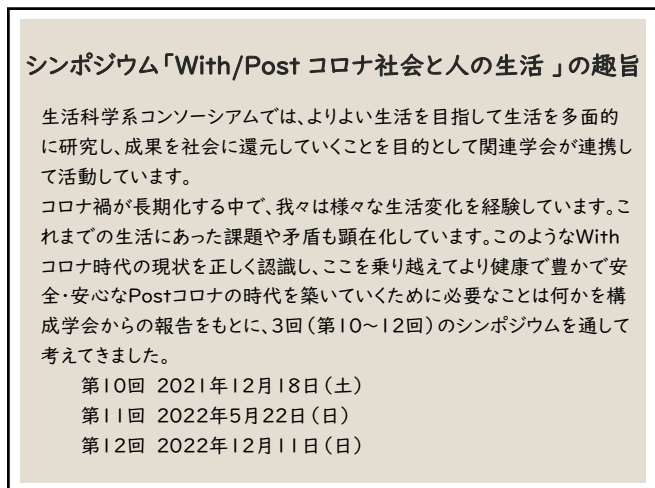 シンポジウム「With/Post コロナ社会と人の生活 」の趣旨
生活科学系コンソーシアムでは、よりよい生活を目指して生活を多面的
に研究し、成果を社会に還元していくことを目的として関連学会が連携し
て活動しています。
コロナ禍が長期化する中で、我々は様々な生活変化を経験しています。こ
れまでの生活にあった課題や矛盾も顕在化しています。このようなWith
コロナ時代の現状を正しく認識し、ここを乗り越えてより健康で豊かで安
全・安心なPostコロナの時代を築いていくために必要なことは何かを構
成学会からの報告をもとに、3回(第10~12回)のシンポジウムを通して
考えてきました。
第10回 2021年12月18日(土)
第11回 2022年5月22日(日)
第12回 2022年12月11日(日)